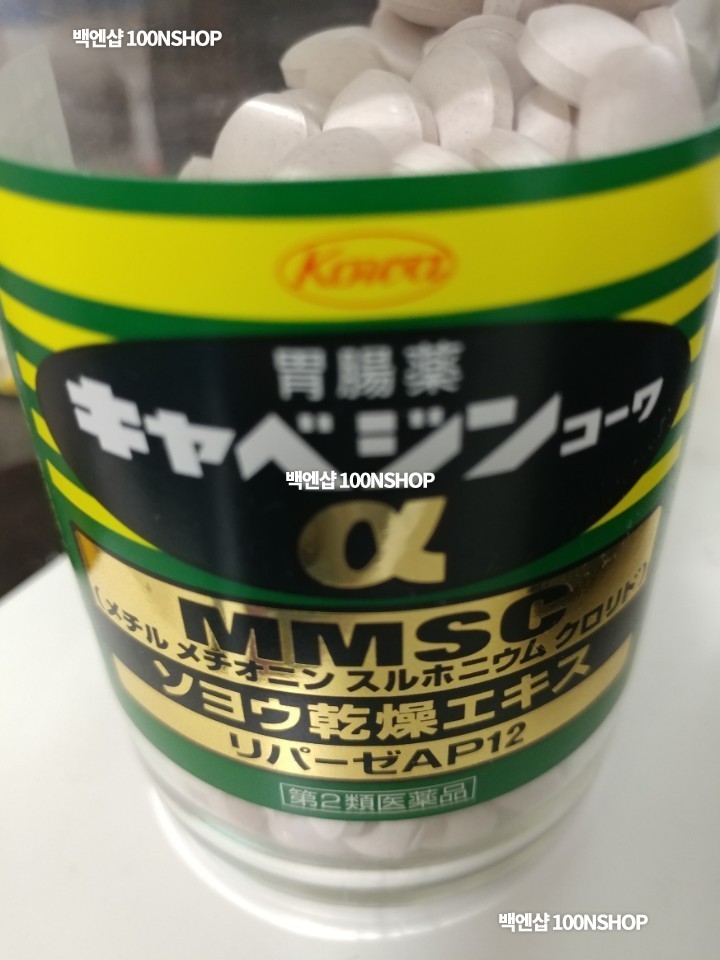 백엔샵 100NSHOP
Kowa
胃腸薬
キャベジンコーワ
백엔샵 100NSHOP
α
MMSC
(メチル メチオニン スルホニウム クロリド)
ソヨウ乾燥エキス
リパーゼAP12
第2類医薬品
백엔샵 100NSHOP